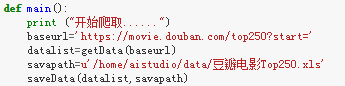 def main():
    print ("开始爬取......")
    baseurl='https://movie.douban.com/top250?start='
    datalist=getData(baseurl)
    savapath=u'/home/aistudio/data/豆瓣电影Top250.xls'
    saveData(datalist,savapath)